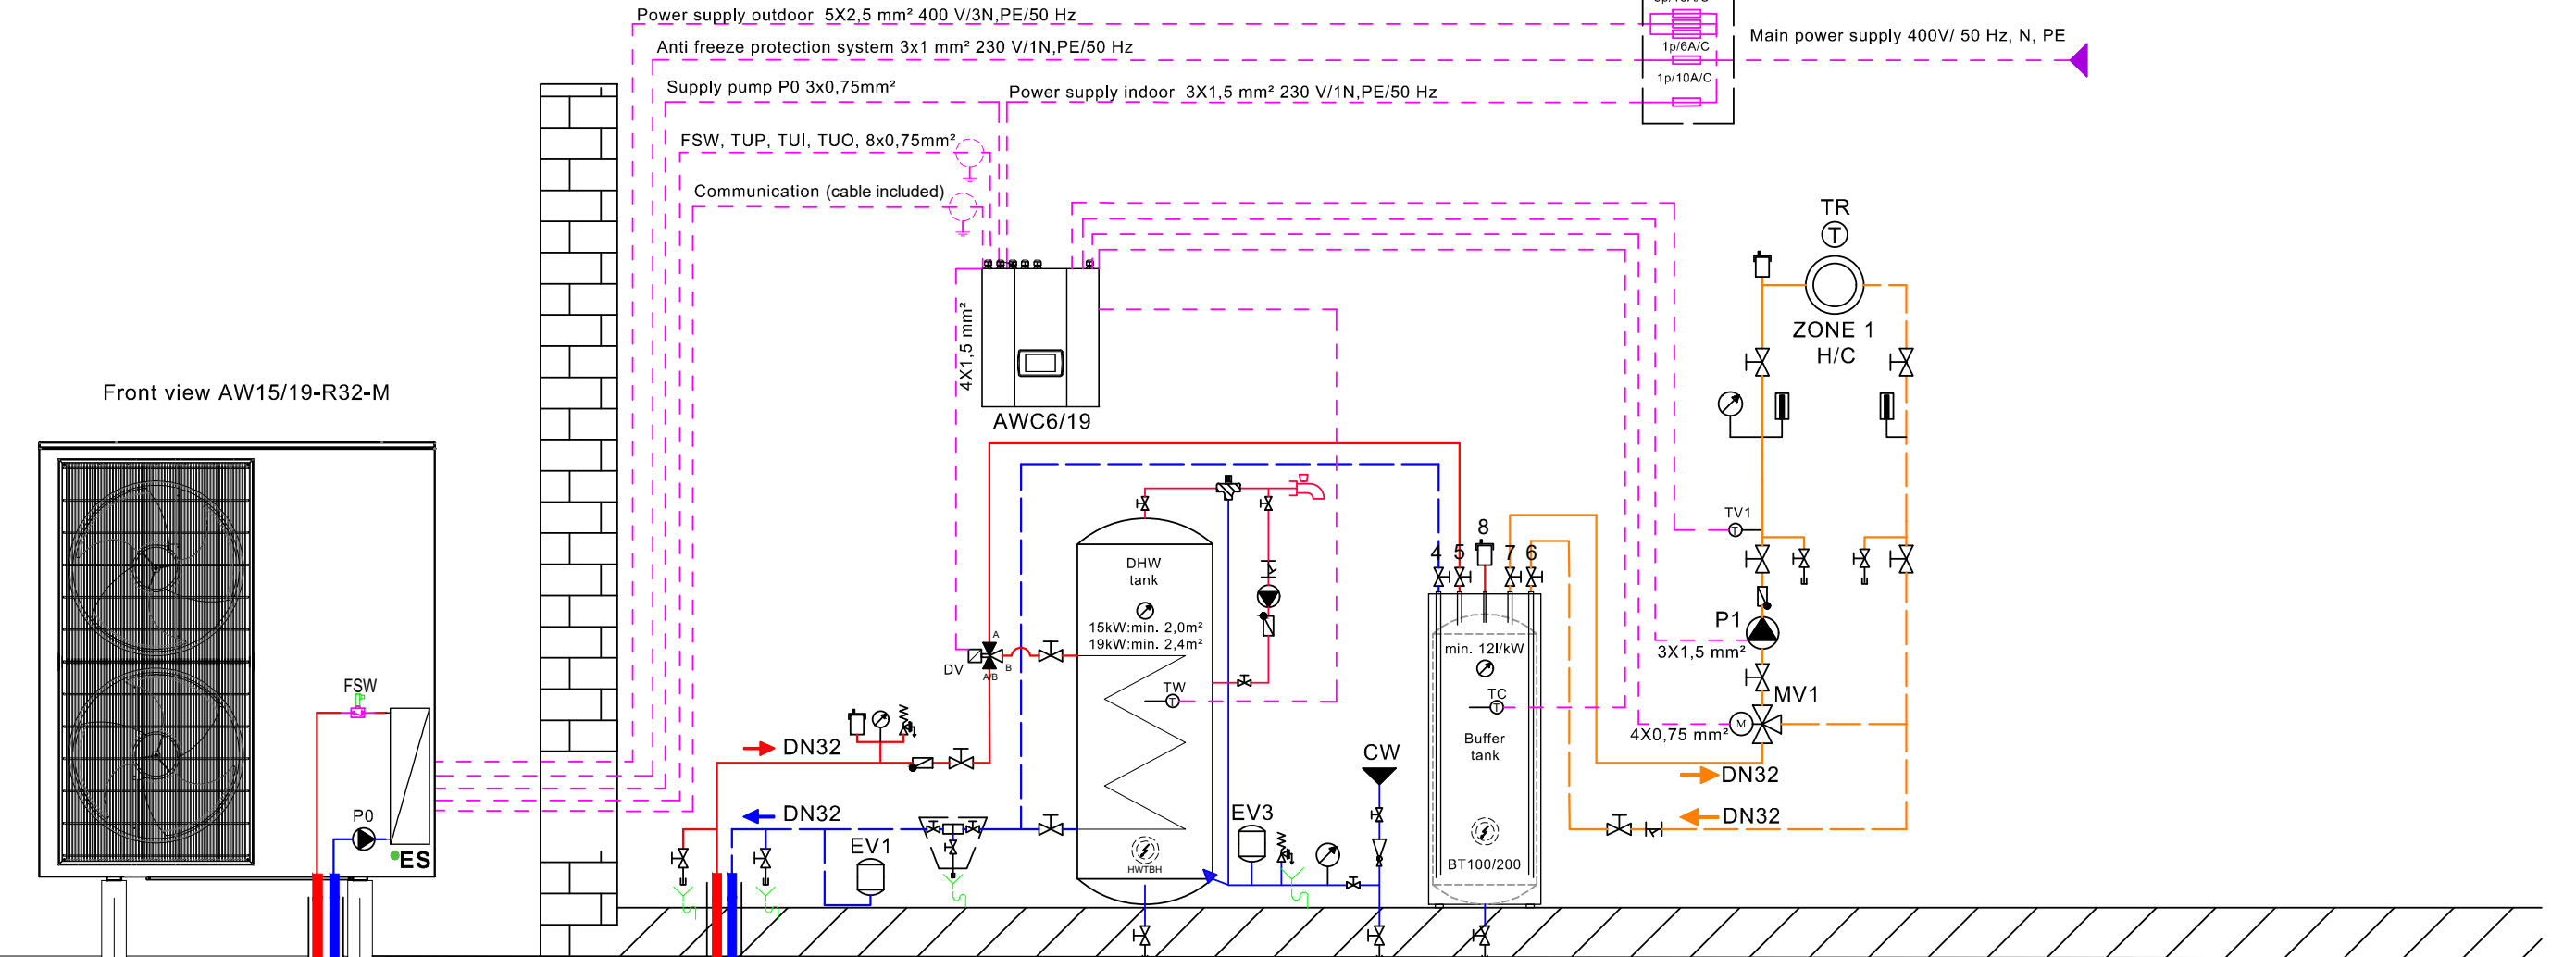 Power supply outdoor 5X2,5 mm² 400 V/3N,PE/50 Hz
Anti freeze protection system 3x1 mm² 230 V/1N,PE/50 Hz
1p/6A/C
Main power supply 400V/ 50 Hz, N, PE
1p/10A/C
Supply pump P0 3x0,75mm²
Power supply indoor 3X1,5 mm² 230 V/1N,PE/50 Hz
FSW, TUP, TUI, TUO, 8x0,75mm²
Communication (cable included)
TR
T
ZONE 1
H/C
4X1,5 mm²
AWC6/19
Front view AW15/19-R32-M
FSW
P0
ES
DN32
DN32
EV1
DV
A
B
A/B
DHW
tank
15kW:min. 2,0m²
19kW:min. 2,4m²
TW
T
HWTBH
EV3
CW
4 5 8 7 6
min. 12l/kW
TC
T
Buffer
tank
BT100/200
TV1
T
P1
3X1,5 mm²
MV1
M
4X0,75 mm²
DN32
DN32